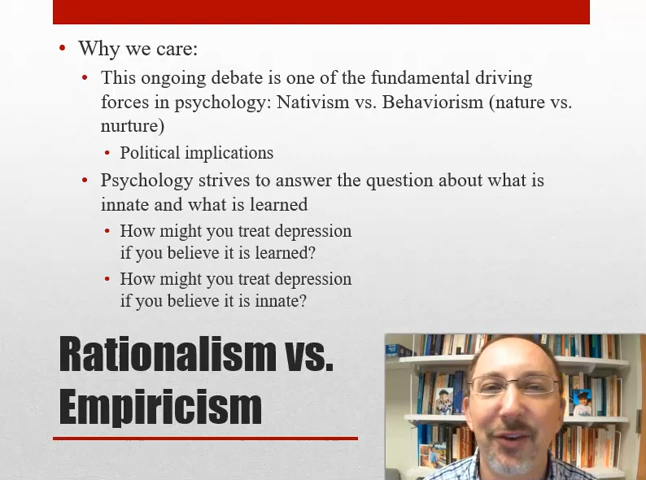 Why we care:
This ongoing debate is one of the fundamental driving
forces in psychology: Nativism vs. Behaviorism (nature vs.
nurture)
Political implications
Psychology strives to answer the question about what is
innate and what is learned
How might you treat depression
if you believe it is learned?
How might you treat depression
if you believe it is innate?
Rationalism vs.
Empiricism